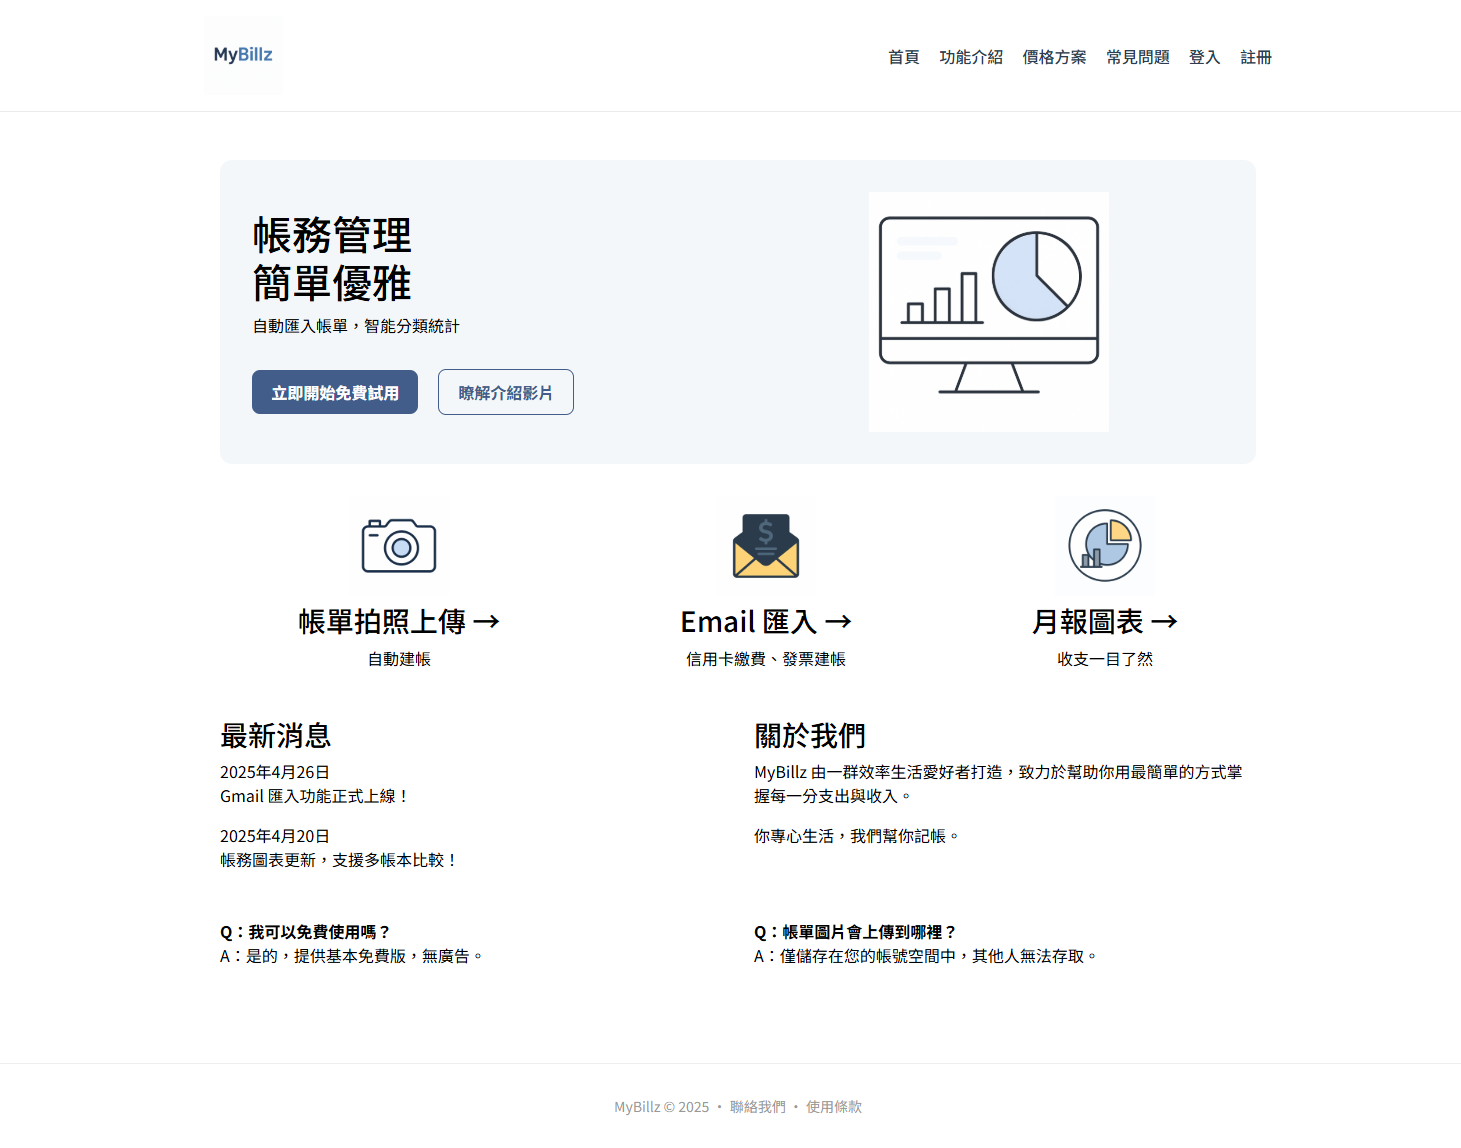 MyBillz
首頁 功能介紹 價格方案 常見問題 登入 註冊
帳務管理
簡單優雅
自動匯入帳單，智能分類統計
立即開始免費試用 瞭解介紹影片
$
帳單拍照上傳 →
自動建帳
Email 匯入 →
信用卡繳費、發票建帳
月報圖表 →
收支一目了然
最新消息
2025年4月26日
Gmail 匯入功能正式上線！
2025年4月20日
帳務圖表更新，支援多帳本比較！
關於我們
MyBillz 由一群效率生活愛好者打造，致力於幫助你用最簡單的方式掌
握每一分支出與收入。
你專心生活，我們幫你記帳。
Q：我可以免費使用嗎？
A：是的，提供基本免費版，無廣告。
Q：帳單圖片會上傳到哪裡？
A：僅儲存在您的帳號空間中，其他人無法存取。
MyBillz © 2025 ・ 聯絡我們 ・ 使用條款